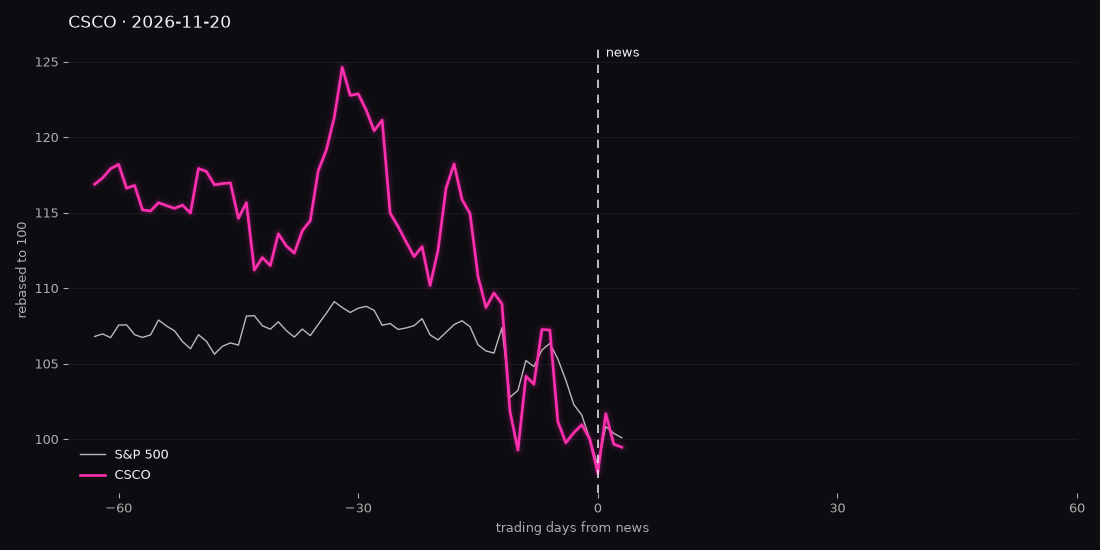 CSCO · 2026-11-20
news
125
120
115
110
105
100
rebased to 100
S&P 500
CSCO
−60
−30
0
30
60
trading days from news